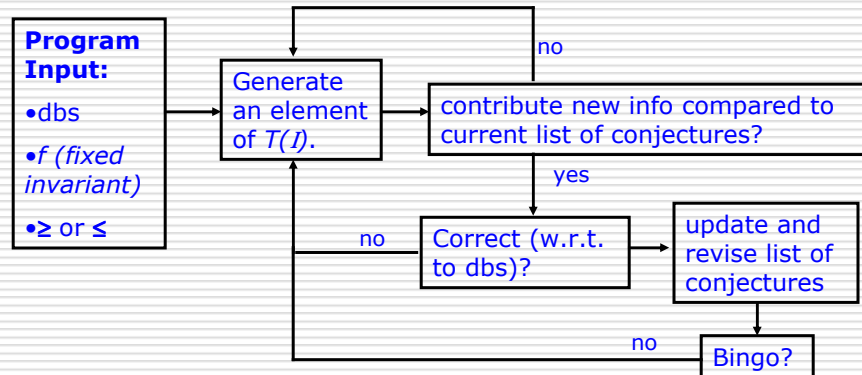 Program
Input:
•dbs
•f (fixed
invariant)
•≥ or ≤
Generate
an element
of T(I).
no
contribute new info compared to
current list of conjectures?
yes
no
Correct (w.r.t.
to dbs)?
update and
revise list of
conjectures
no
Bingo?